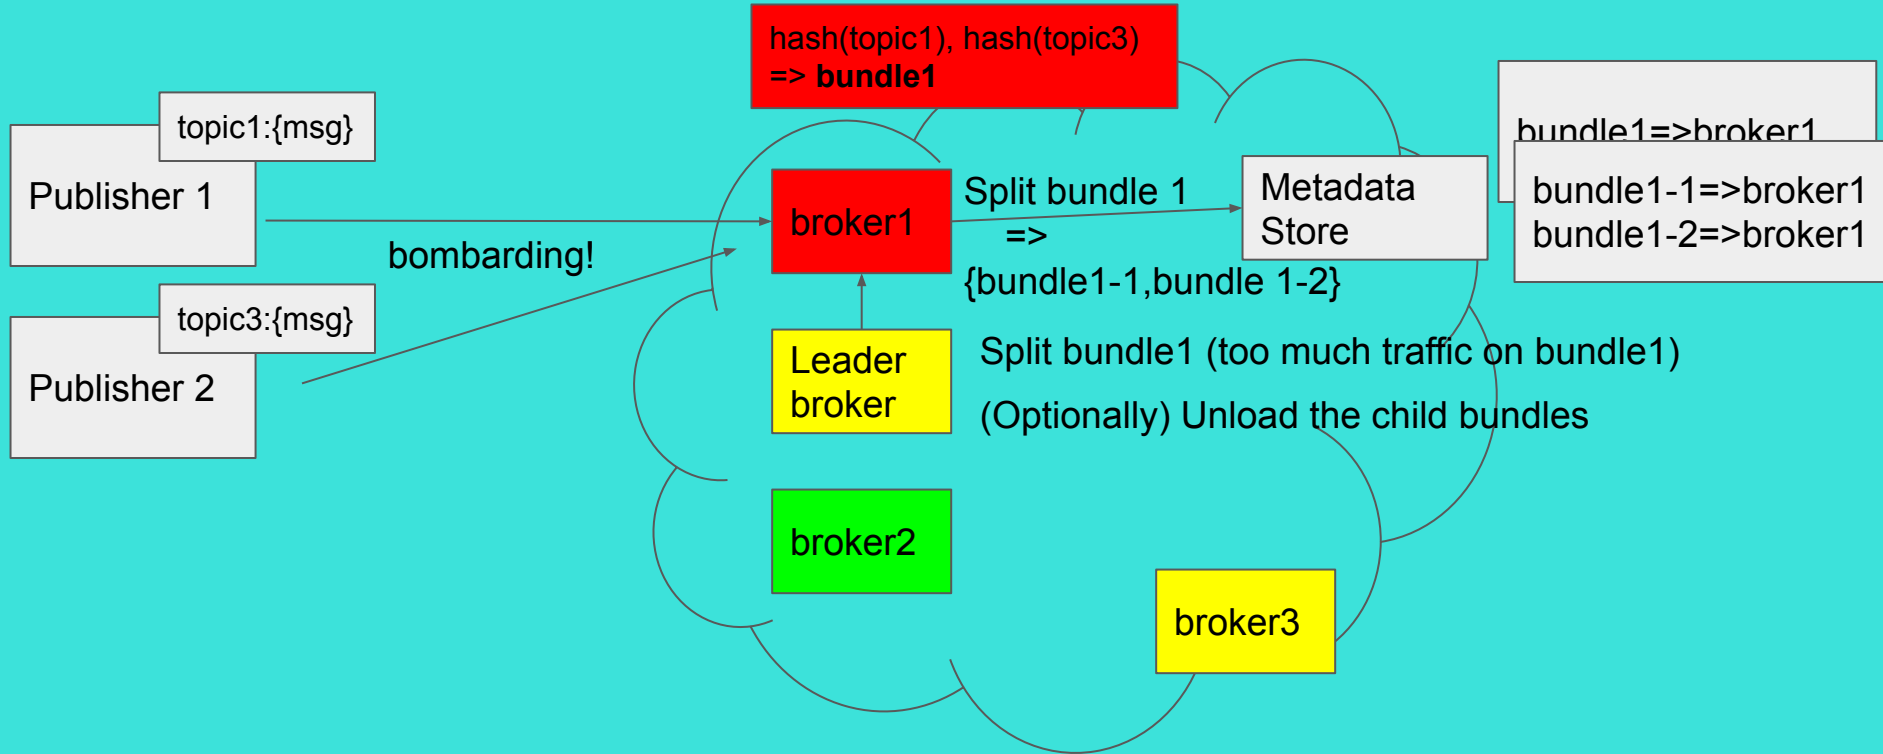 hash(topic1), hash(topic3)
=> bundle1
topic1:{msg}
Publisher 1
bombarding!
topic3:{msg}
Publisher 2
broker1
Split bundle 1
=>
{bundle1-1,bundle 1-2}
Metadata
Store
bundle1=>broker1
bundle1-1=>broker1
bundle1-2=>broker1
Leader
broker
Split bundle1 (too much traffic on bundle1)
(Optionally) Unload the child bundles
broker2
broker3